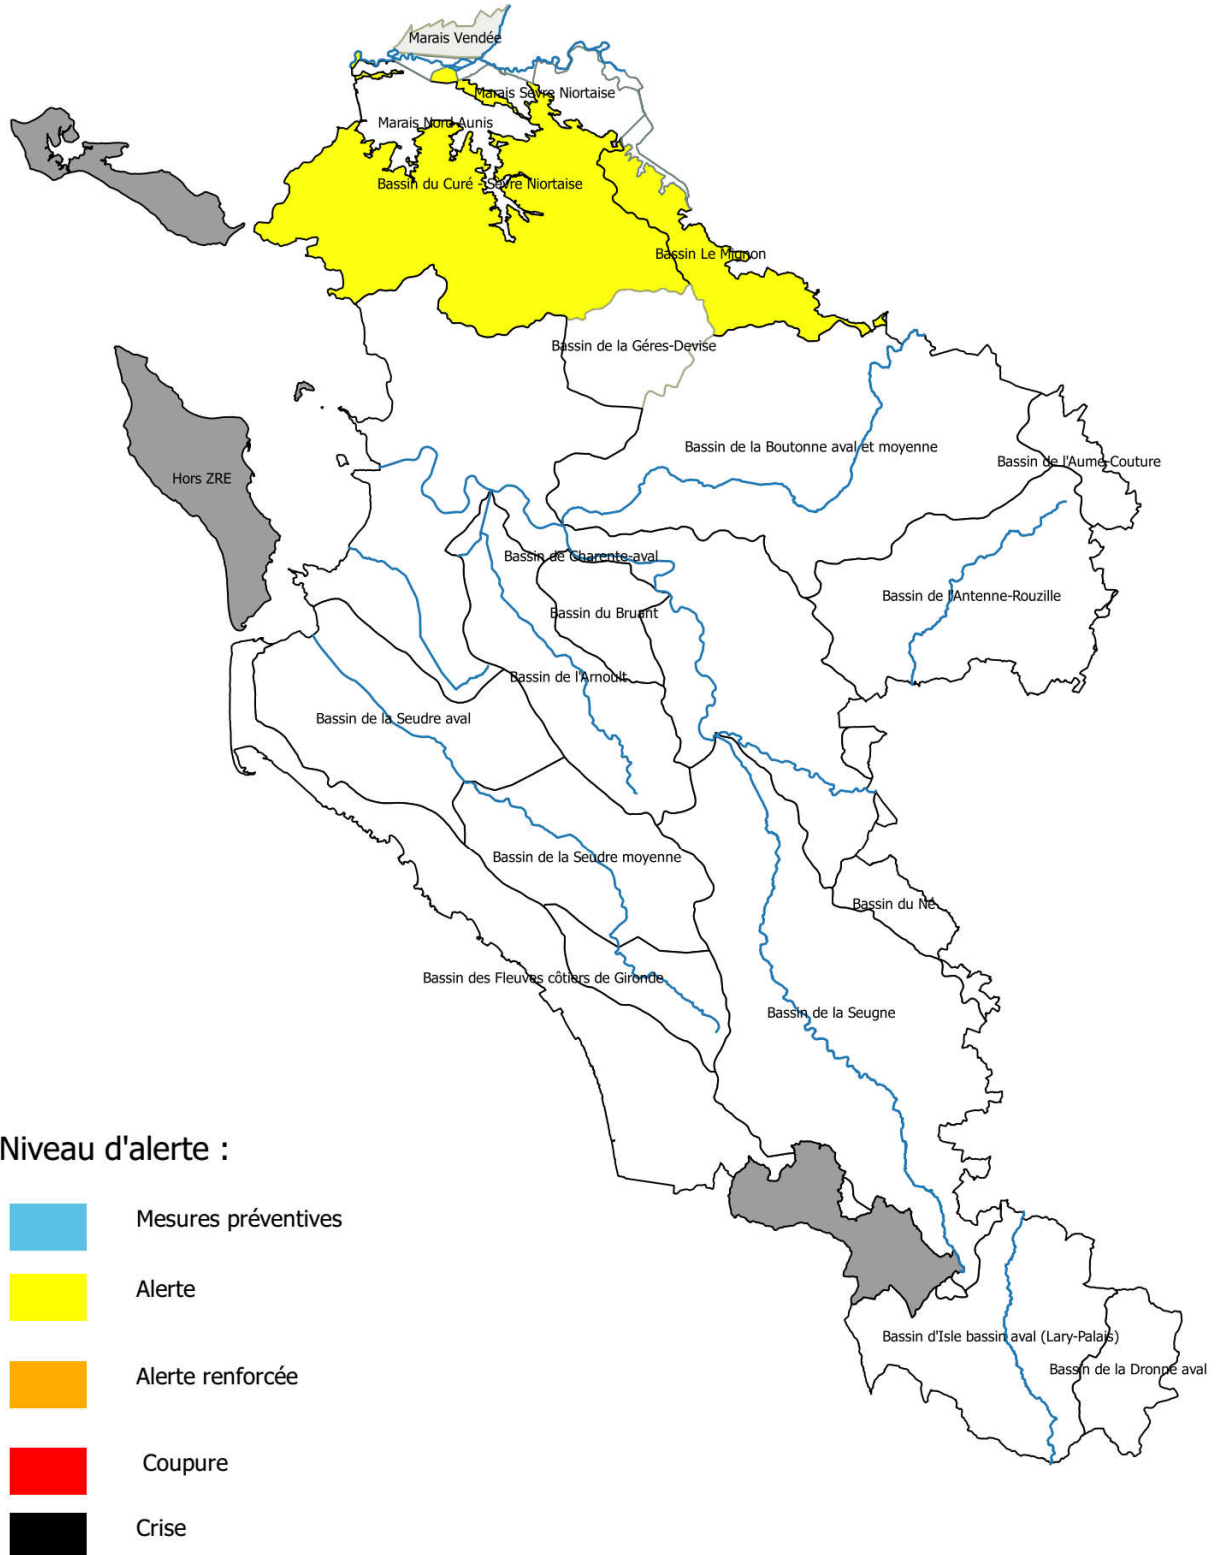 Marais Vendée
Marais Sèvre Niortaise
Marais Nord Aunis
Bassin du Curé - Sèvre Niortaise
Bassin Le Mignon
Bassin de la Géres-Devise
Bassin de la Boutonne aval et moyenne
Bassin de l'Aume-Couture
Hors ZRE
Bassin de Charente-aval
Bassin de l'Antenne-Rouzille
Bassin du Bruant
Bassin de l'Arnoult
Bassin de la Seudre aval
Bassin de la Seudre moyenne
Bassin du Né
Bassin des Fleuves côtiers de Gironde
Bassin de la Seugne
Niveau d'alerte :
Mesures préventives
Alerte
Bassin d'Isle bassin aval (Lary-Palais)
Bassin de la Dronne aval
Alerte renforcée
Coupure
Crise